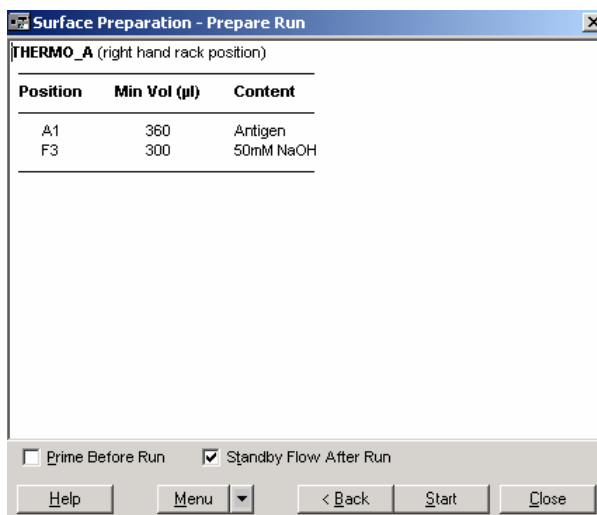 Surface Preparation - Prepare Run
THERMO_A (right hand rack position)
Position Min Vol (µl) Content
A1 360 Antigen
F3 300 50mM NaOH
Prime Before Run Standby Flow After Run
Help Menu < Back Start Close